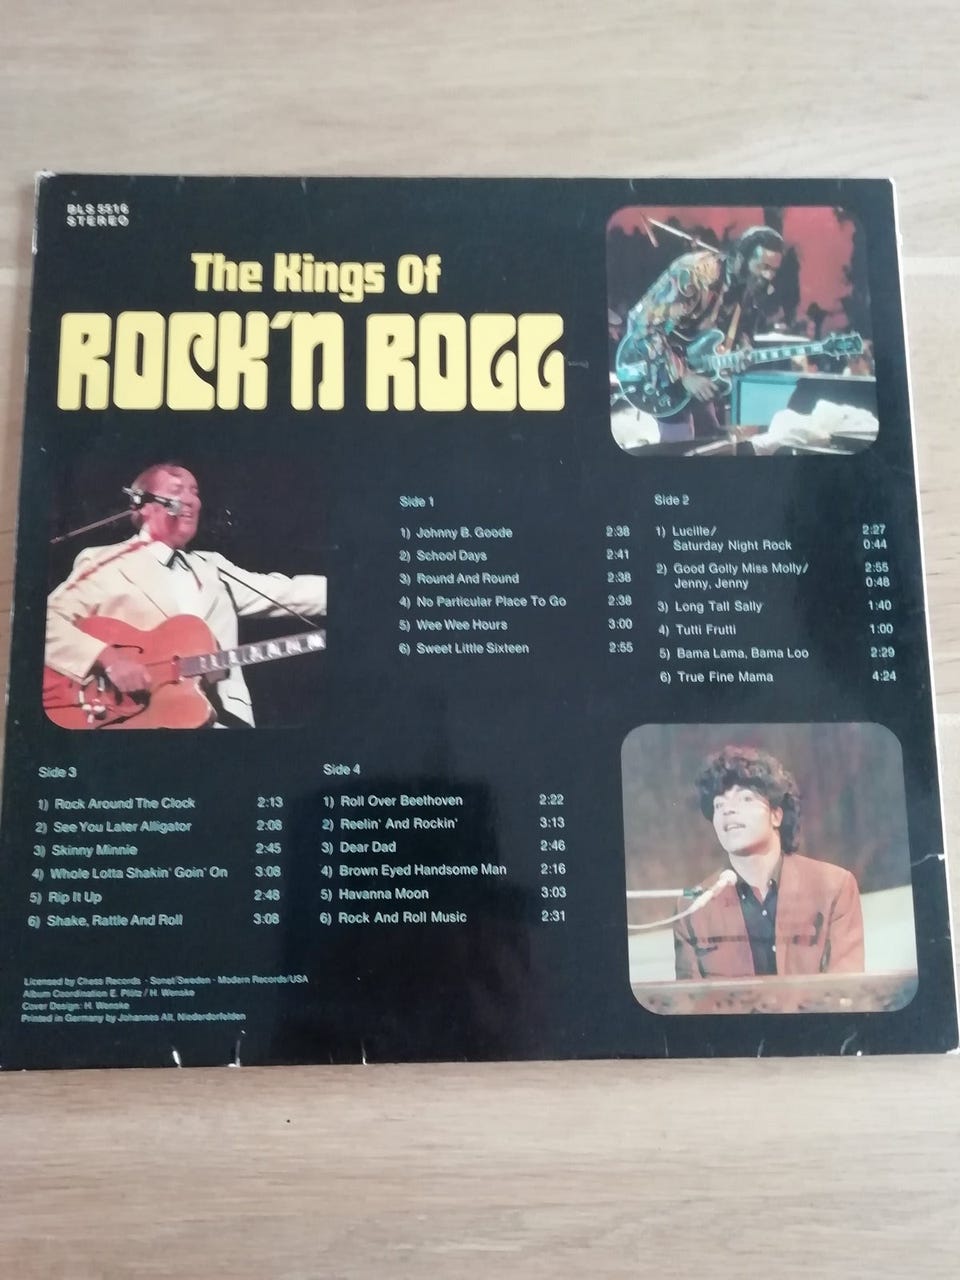 BLS 5516
STEREO
The Kings Of
ROCK'N ROLL
Side 1
1) Johnny B. Goode 2:38
2) School Days 2:41
3) Round And Round 2:38
4) No Particular Place To Go 2:38
5) Wee Wee Hours 3:00
6) Sweet Little Sixteen 2:55
Side 2
1) Lucille/ 2:27
Saturday Night Rock 0:44
2) Good Golly Miss Molly/ 2:55
Jenny, Jenny 0:48
3) Long Tall Sally 1:40
4) Tutti Frutti 1:00
5) Bama Lama, Bama Loo 2:29
6) True Fine Mama 4:24
Side 3
1) Rock Around The Clock 2:13
2) See You Later Alligator 2:08
3) Skinny Minnie 2:45
4) Whole Lotta Shakin' Goin' On 3:08
5) Rip It Up 2:48
6) Shake, Rattle And Roll 3:08
Side 4
1) Roll Over Beethoven 2:22
2) Reelin' And Rockin' 3:13
3) Dear Dad 2:46
4) Brown Eyed Handsome Man 2:16
5) Havanna Moon 3:03
6) Rock And Roll Music 2:31
Licensed by Chess Records · Sonet/Sweden · Modern Records/USA
Album Coordination E. Plötz / H. Wenske
Cover Design: H. Wenske
Printed in Germany by Johannes Alt, Niederdorfelden